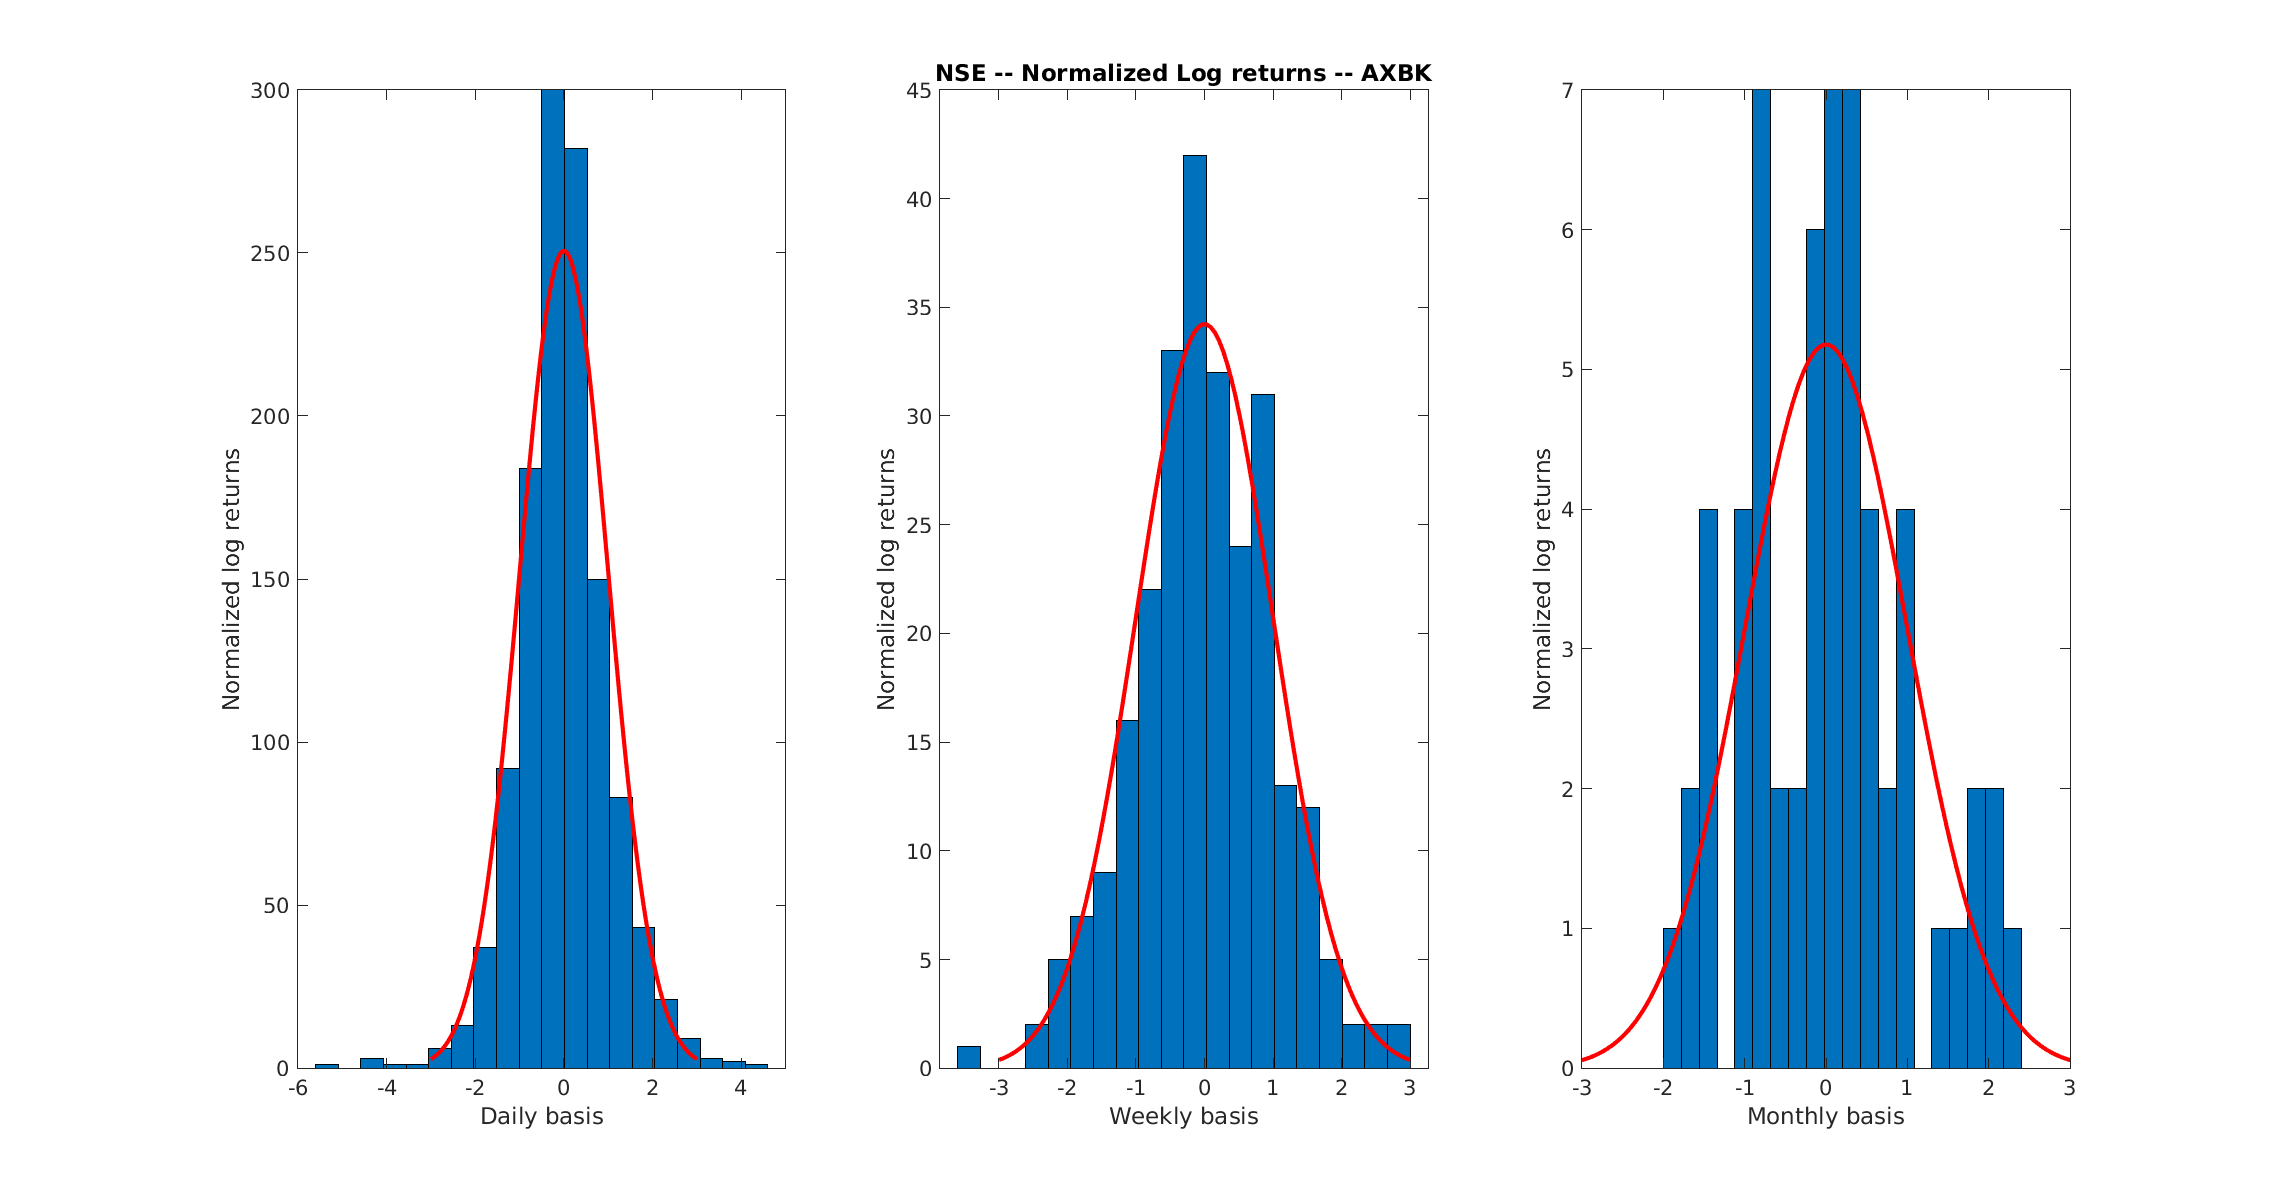 NSE -- Normalized Log returns -- AXBK
300
250
200
150
100
50
0
-6 -4 -2 0 2 4
Normalized log returns
Daily basis
45
40
35
30
25
20
15
10
5
0
-3 -2 -1 0 1 2 3
Normalized log returns
Weekly basis
7
6
5
4
3
2
1
0
-3 -2 -1 0 1 2 3
Normalized log returns
Monthly basis